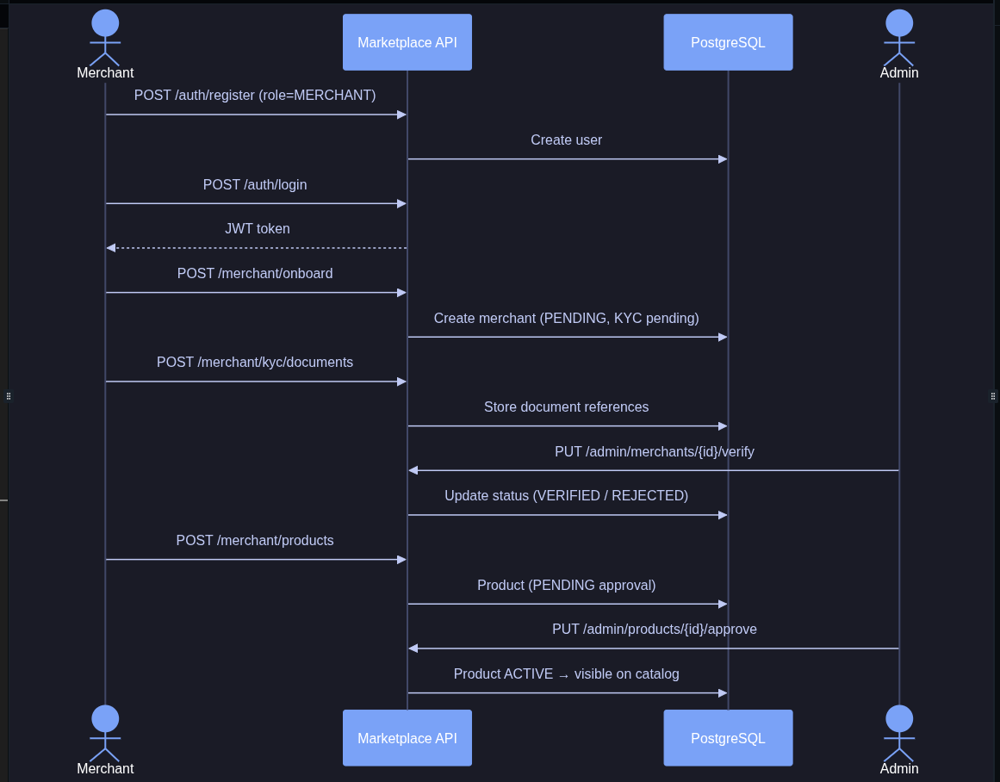 Merchant
Marketplace API
PostgreSQL
Admin
POST /auth/register (role=MERCHANT)
Create user
POST /auth/login
JWT token
POST /merchant/onboard
Create merchant (PENDING, KYC pending)
POST /merchant/kyc/documents
Store document references
PUT /admin/merchants/{id}/verify
Update status (VERIFIED / REJECTED)
POST /merchant/products
Product (PENDING approval)
PUT /admin/products/{id}/approve
Product ACTIVE → visible on catalog
Merchant
Marketplace API
PostgreSQL
Admin